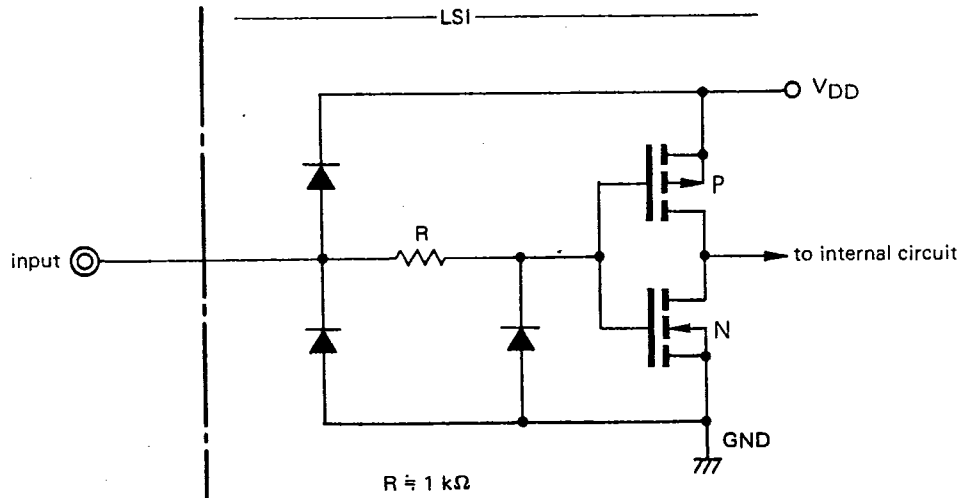 LSI
V_DD
P
R
input
to internal circuit
N
GND
R ≒ 1 kΩ